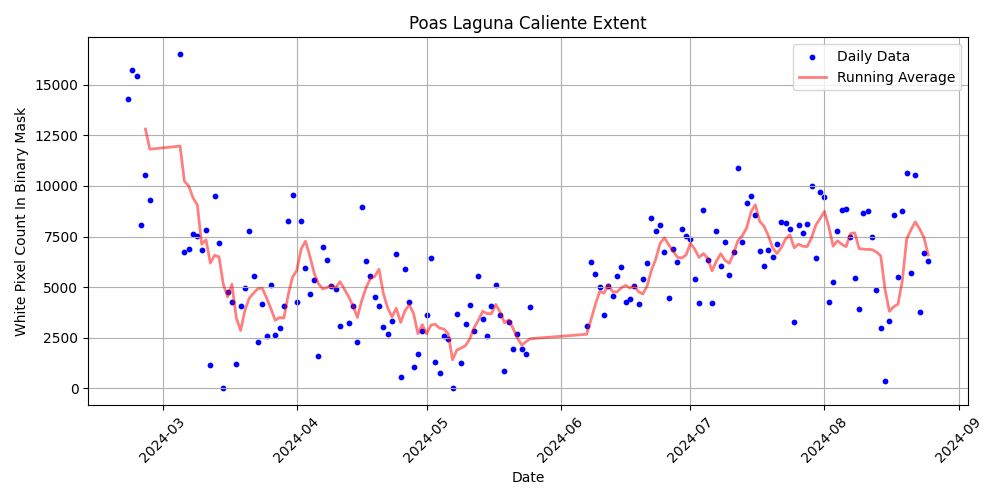 Poas Laguna Caliente Extent
Daily Data
Running Average
White Pixel Count In Binary Mask
15000
12500
10000
7500
5000
2500
0
2024-03
2024-04
2024-05
2024-06
2024-07
2024-08
2024-09
Date